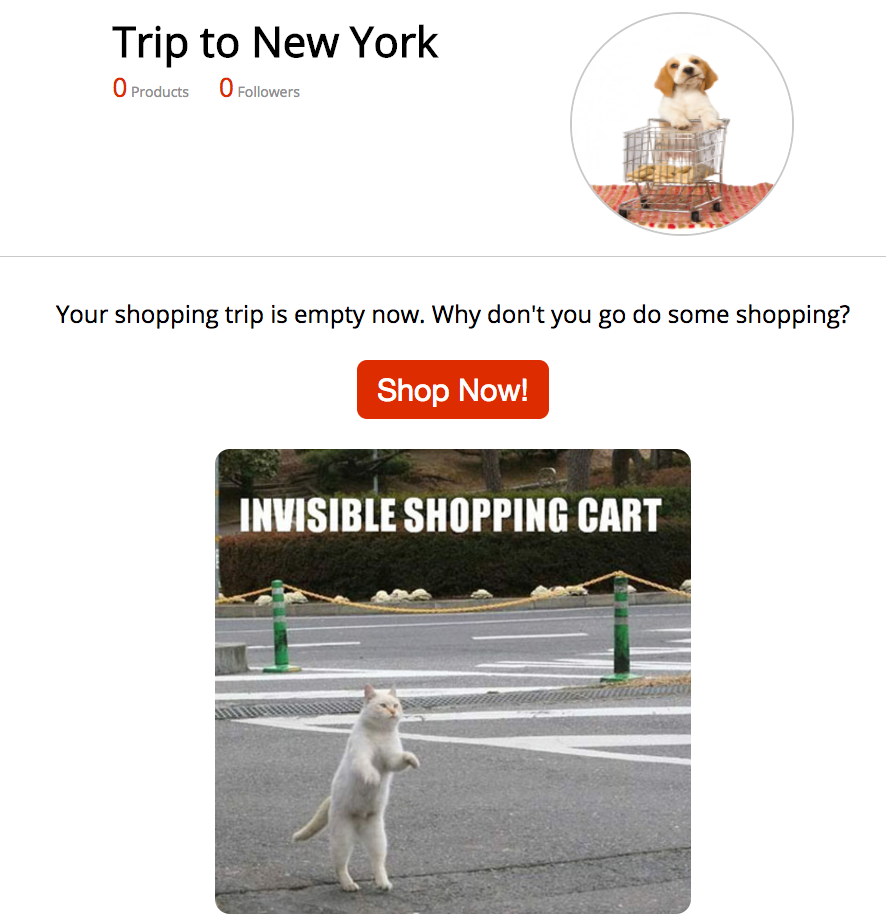 Trip to New York
0 Products 0 Followers
Your shopping trip is empty now. Why don't you go do some shopping?
Shop Now!
INVISIBLE SHOPPING CART